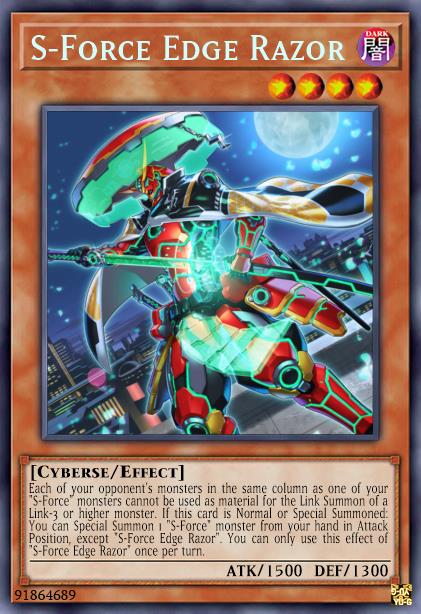 S-Force Edge Razor
DARK
闇
[Cyberse/Effect]
Each of your opponent's monsters in the same column as one of your
"S-Force" monsters cannot be used as material for the Link Summon of a
Link-3 or higher monster. If this card is Normal or Special Summoned:
You can Special Summon 1 "S-Force" monster from your hand in Attack
Position, except "S-Force Edge Razor". You can only use this effect of
"S-Force Edge Razor" once per turn.
ATK/1500 DEF/1300
91864689